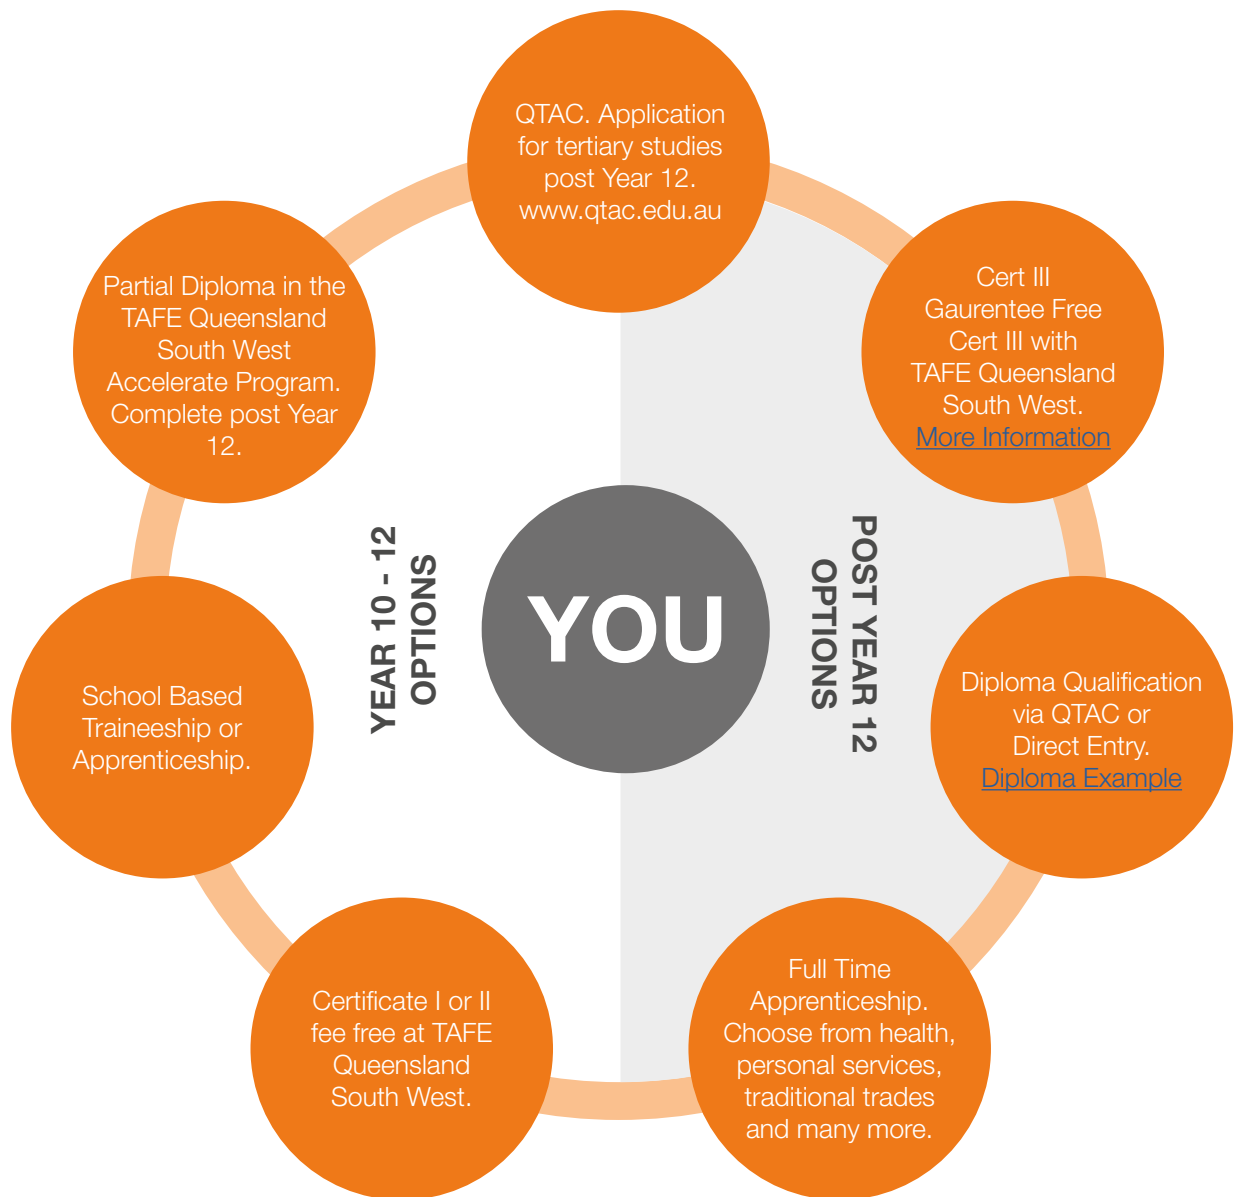 QTAC. Application
for tertiary studies
post Year 12.
www.qtac.edu.au
Cert III
Gaurentee Free
Cert III with
TAFE Queensland
South West.
More Information
Diploma Qualification
via QTAC or
Direct Entry.
Diploma Example
Full Time
Apprenticeship.
Choose from health,
personal services,
traditional trades
and many more.
Certificate I or II
fee free at TAFE
Queensland
South West.
School Based
Traineeship or
Apprenticeship.
Partial Diploma in the
TAFE Queensland
South West
Accelerate Program.
Complete post Year
12.
YEAR 10 - 12
OPTIONS
YOU
POST YEAR 12
OPTIONS